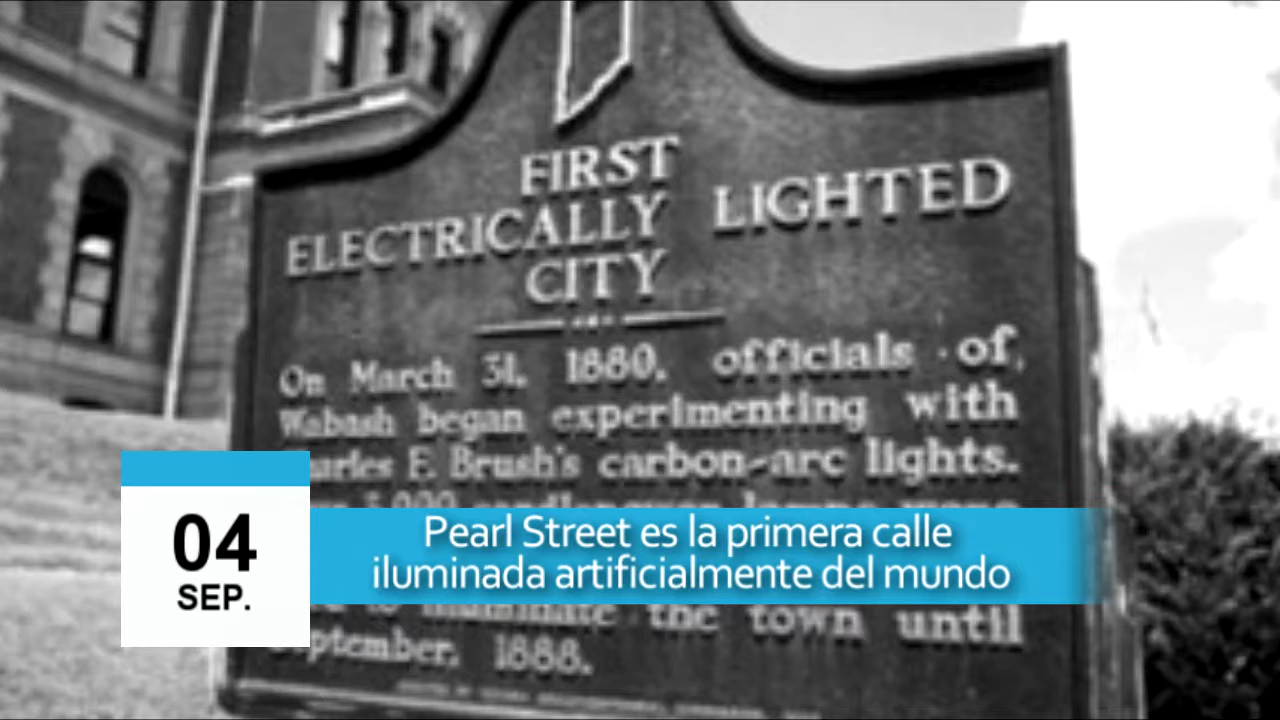 FIRST
ELECTRICALLY LIGHTED
CITY
On March 31, 1880, officials of
Wabash began experimenting with
Charles F. Brush's carbon-arc lights.
04
SEP.
Pearl Street es la primera calle
iluminada artificialmente del mundo
the town until
September, 1888.